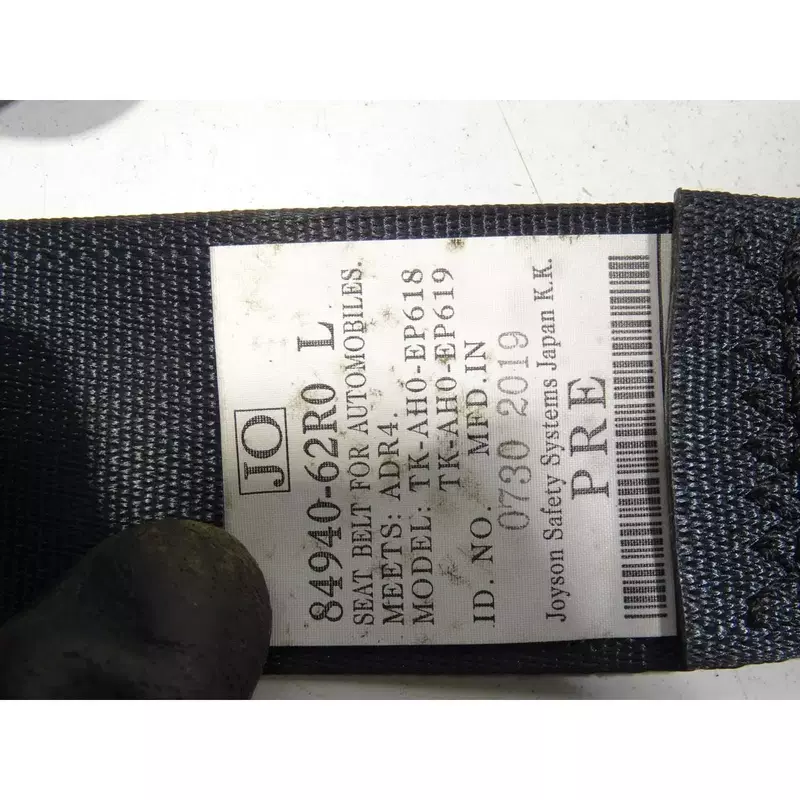 JO
84940-62R0 L
SEAT BELT FOR AUTOMOBILES.
MEETS: ADR4.
MODEL: TK-AH0-EP618
TK-AH0-EP619
ID. NO. MFD.IN
0730 2019
Joyson Safety Systems Japan K.K.
PRE